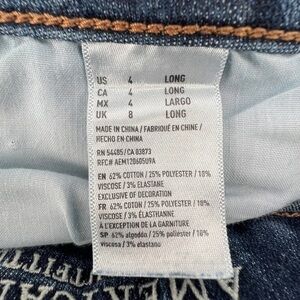 US 4 LONG
CA 4 LONG
MX 4 LARGO
UK 8 LONG
MADE IN CHINA / FABRIQUÉ EN CHINE /
HECHO EN CHINA
RN 54485 / CA 03873
RFC# AEM120605U9A
EN 62% COTTON / 25% POLYESTER / 10%
VISCOSE / 3% ELASTANE
EXCLUSIVE OF DECORATION
FR 62% COTON / 25% POLYESTER / 10%
VISCOSE / 3% ÉLASTHANNE
À L'EXCEPTION DE LA GARNITURE
SP 62% algodón / 25% poliéster / 10%
viscosa / 3% elastano